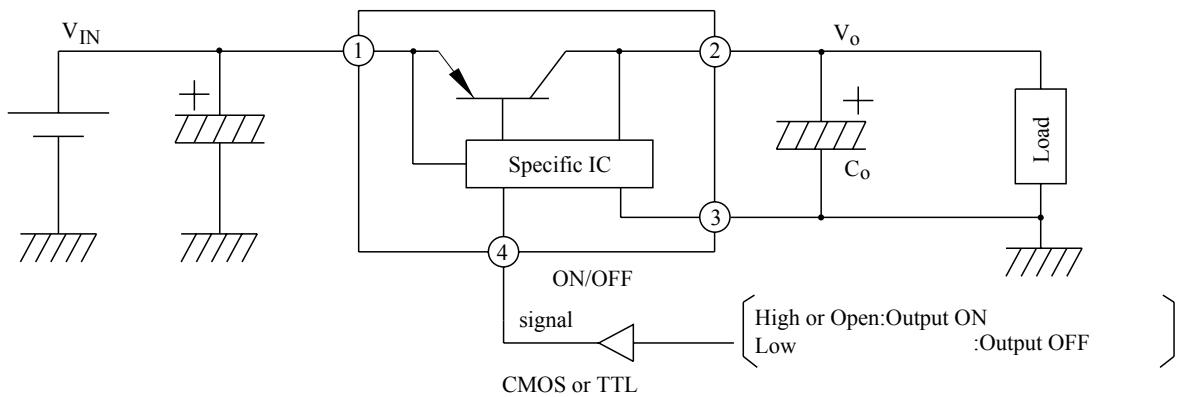 V_IN
1
2
V_o
+
+
Specific IC
Load
C_o
3
4
ON/OFF
signal
High or Open:Output ON
Low :Output OFF
CMOS or TTL